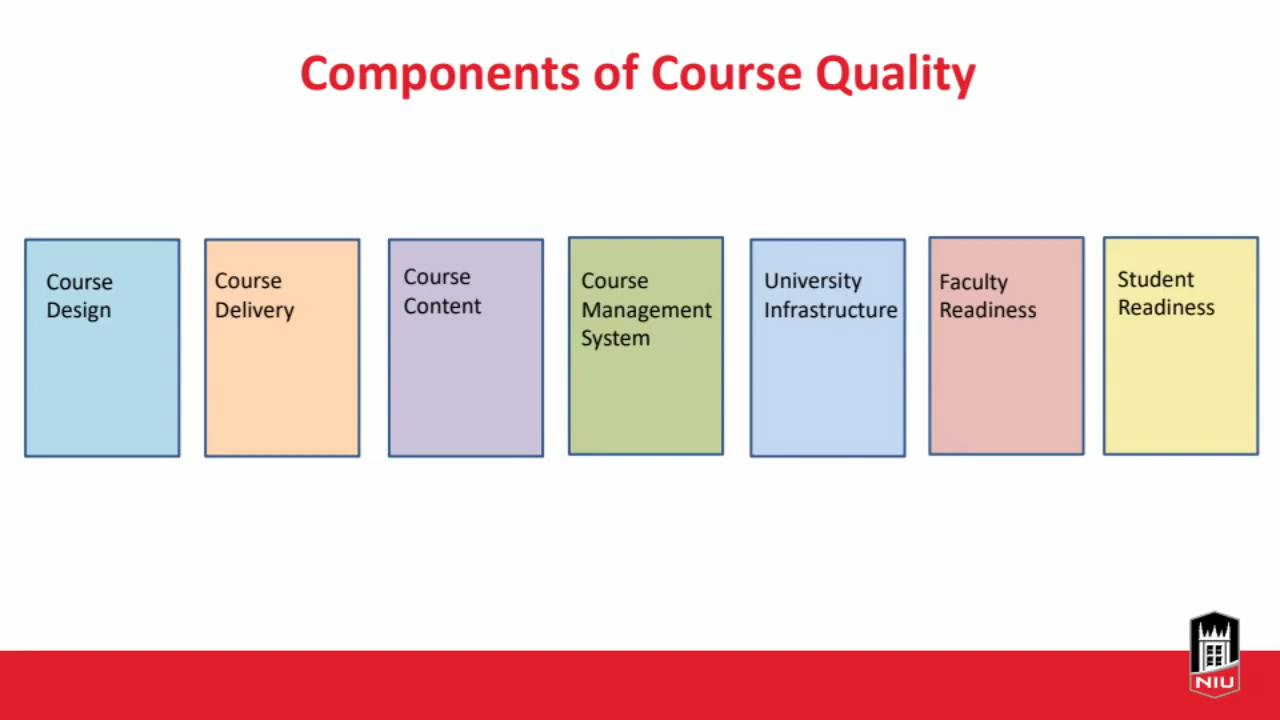 Components of Course Quality
Course
Design
Course
Delivery
Course
Content
Course
Management
System
University
Infrastructure
Faculty
Readiness
Student
Readiness
NIU